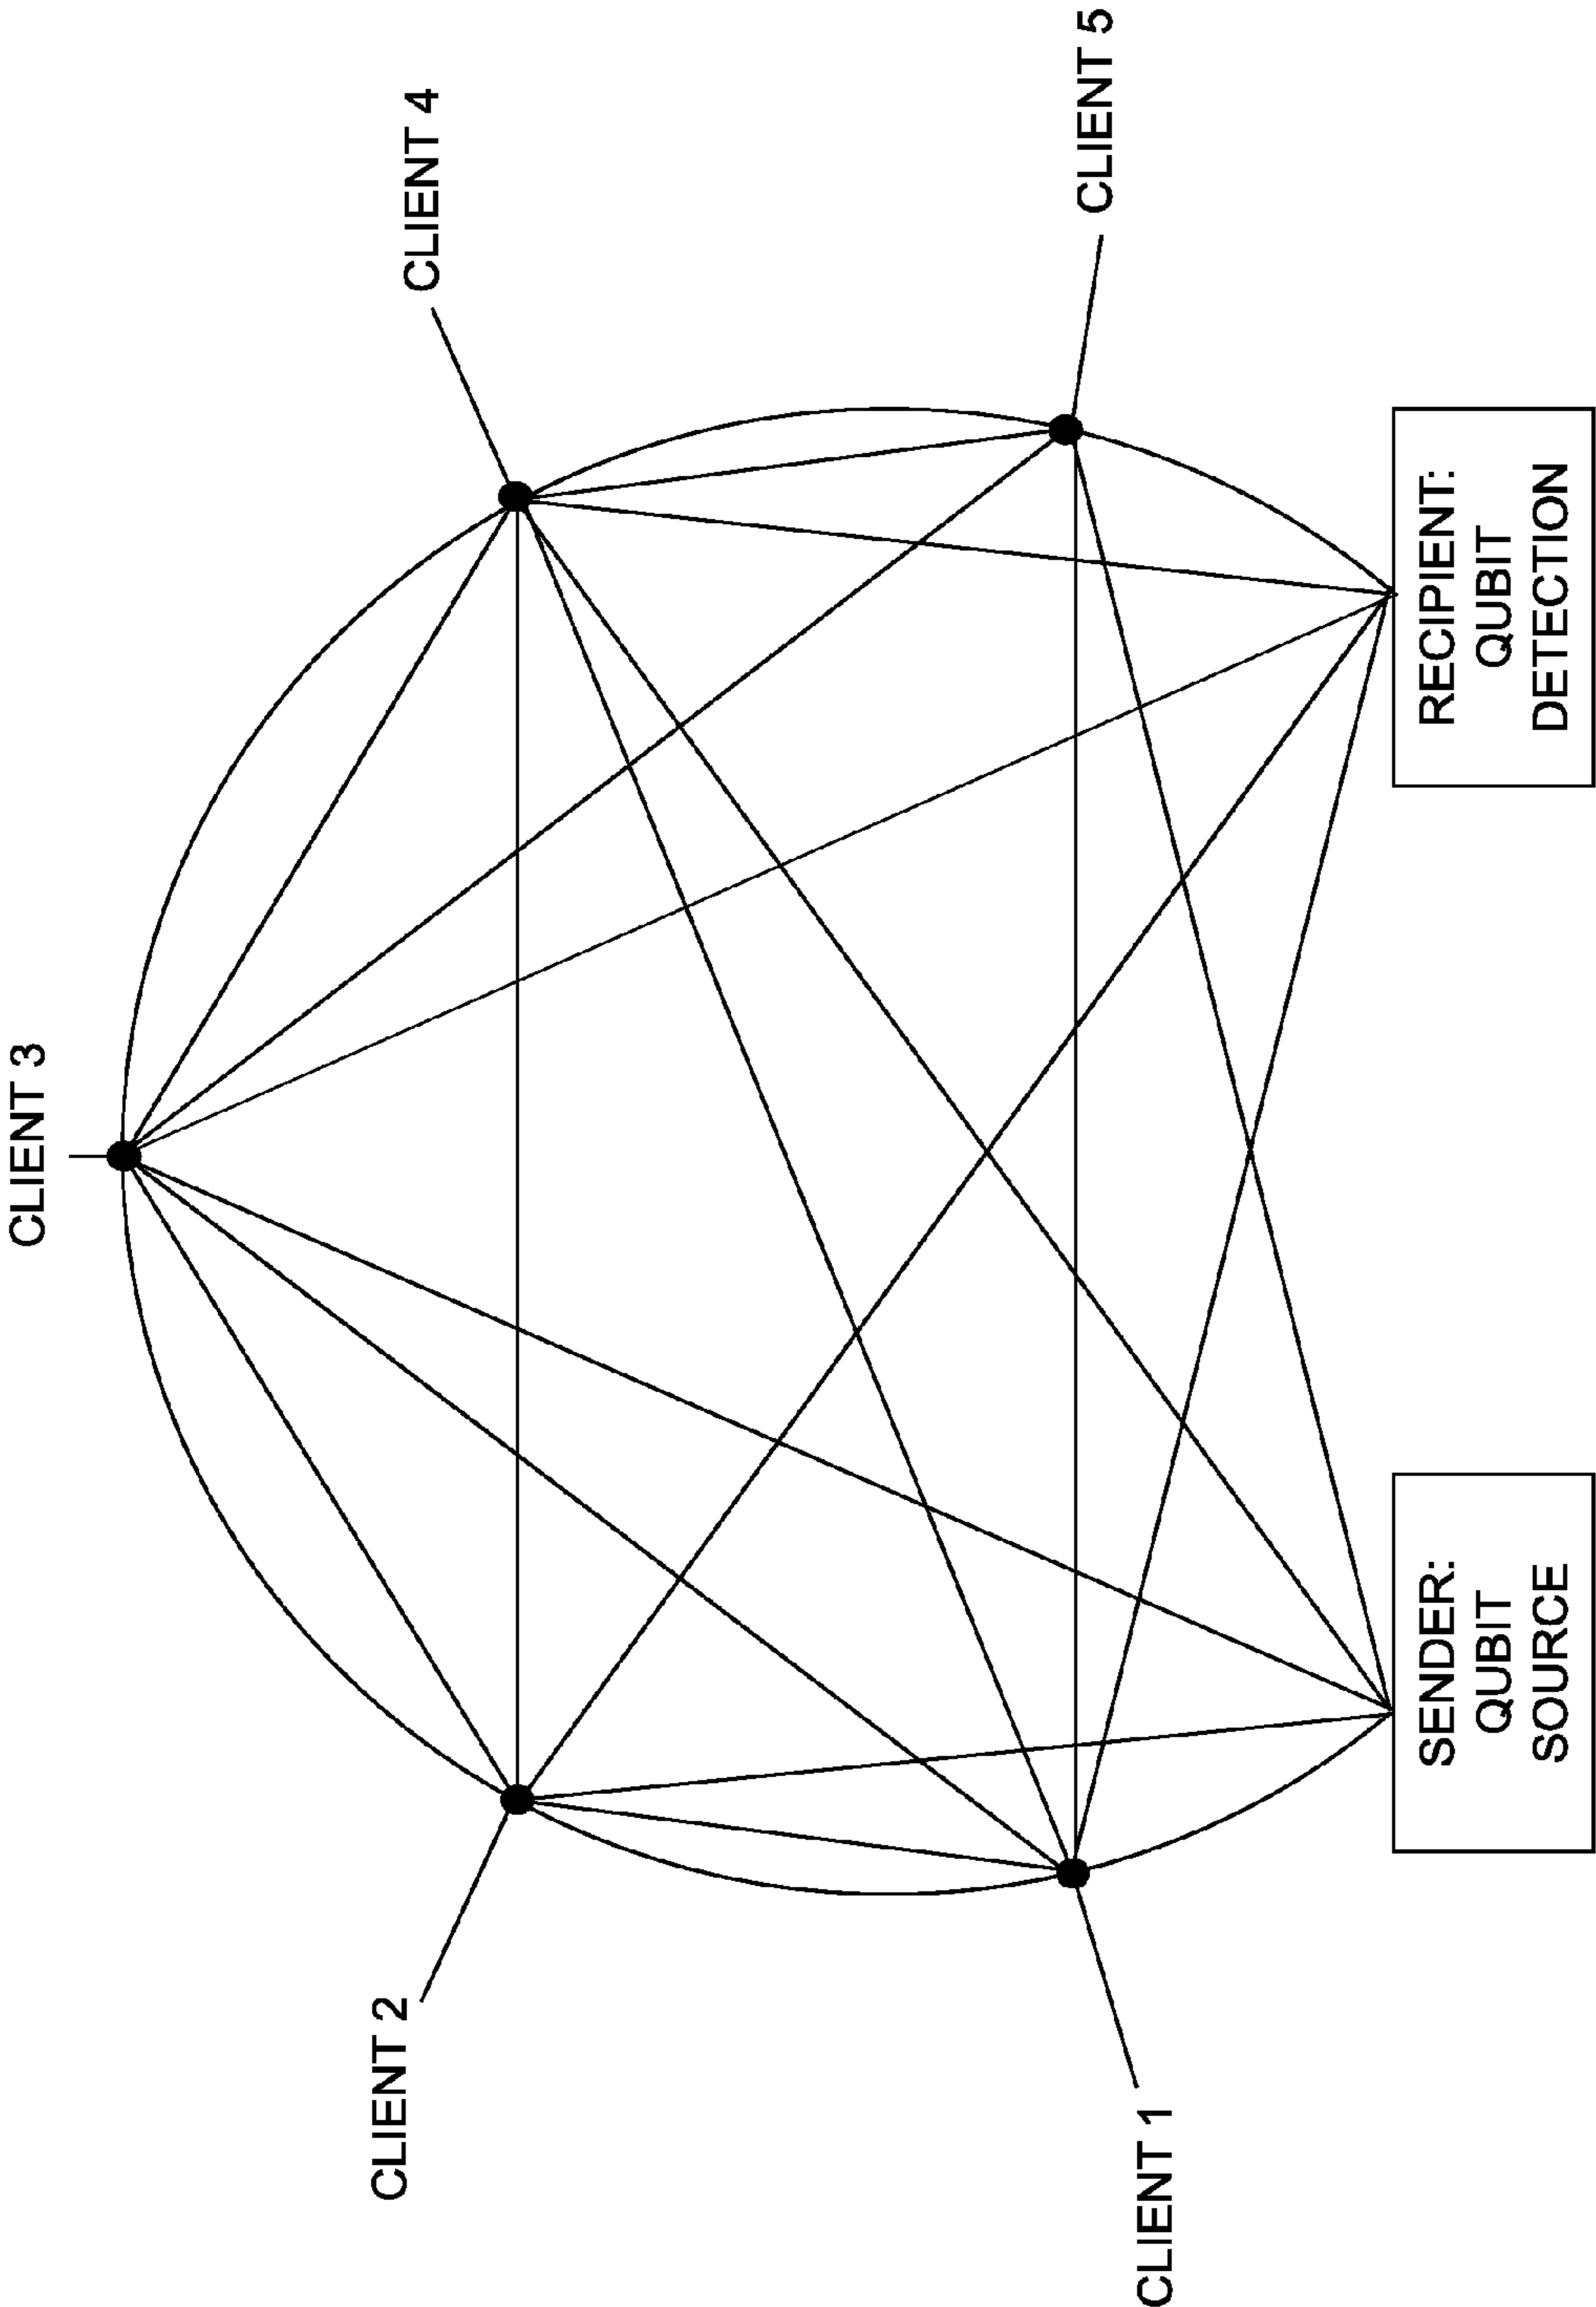 CLIENT 3
CLIENT 2
CLIENT 4
CLIENT 1
CLIENT 5
SENDER:
QUBIT
SOURCE
RECIPIENT:
QUBIT
DETECTION